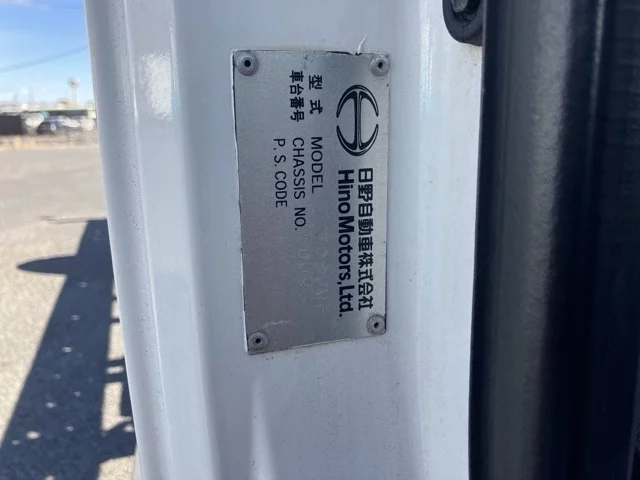 日野自動車株式会社
Hino Motors, Ltd.
型式 MODEL
車台番号 CHASSIS NO.
P.S. CODE